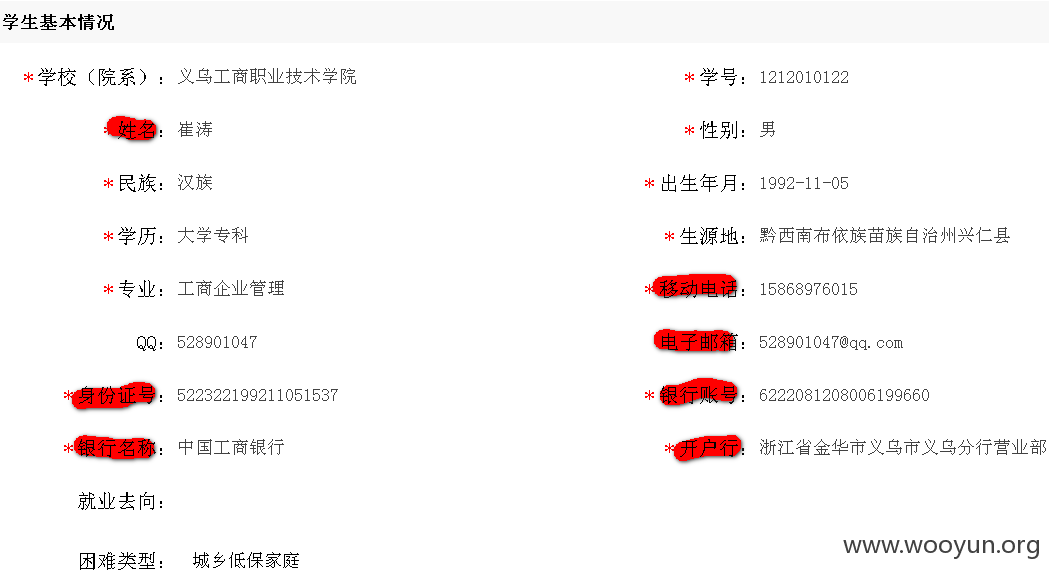 学生基本情况
*学校（院系）：义乌工商职业技术学院 *学号：1212010122
*姓名：崔涛 *性别：男
*民族：汉族 *出生年月：1992-11-05
*学历：大学专科 *生源地：黔西南布依族苗族自治州兴仁县
*专业：工商企业管理 *移动电话：15868976015
QQ：528901047 电子邮箱：528901047@qq.com
*身份证号：522322199211051537 *银行账号：6222081208006199660
*银行名称：中国工商银行 *开户行：浙江省金华市义乌市义乌分行营业部
就业去向：
困难类型：城乡低保家庭
www.wooyun.org